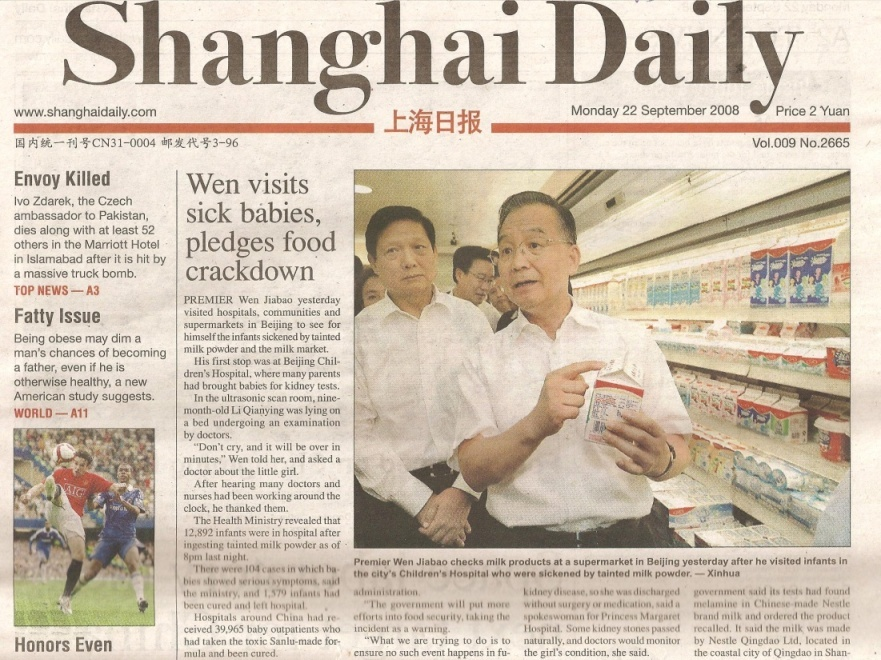 Shanghai Daily
www.shanghaidaily.com
Monday 22 September 2008
Price 2 Yuan
上海日报
国内统一刊号CN31-0004 邮发代号3-96
Vol.009 No.2665
Envoy Killed
Ivo Zdarek, the Czech
ambassador to Pakistan,
dies along with at least 52
others in the Marriott Hotel
in Islamabad after it is hit by
a massive truck bomb.
TOP NEWS — A3
Fatty Issue
Being obese may dim a
man's chances of becoming
a father, even if he is
otherwise healthy, a new
American study suggests.
WORLD — A11
AIG
Honors Even
Wen visits
sick babies,
pledges food
crackdown
PREMIER Wen Jiabao yesterday
visited hospitals, communities and
supermarkets in Beijing to see for
himself the infants sickened by tainted
milk powder and the milk market.
His first stop was at Beijing Chil-
dren's Hospital, where many parents
had brought babies for kidney tests.
In the ultrasonic scan room, nine-
month-old Li Qianying was lying on
a bed undergoing an examination
by doctors.
"Don't cry, and it will be over in
minutes," Wen told her, and asked a
doctor about the little girl.
After hearing many doctors and
nurses had been working around the
clock, he thanked them.
The Health Ministry revealed that
12,892 infants were in hospital after
ingesting tainted milk powder as of
8pm last night.
There were 104 cases in which ba-
bies showed serious symptoms, said
the ministry, and 1,579 infants had
been cured and left hospital.
Hospitals around China had re-
ceived 39,965 baby outpatients who
had taken the toxic Sanlu-made for-
mula and been cured.
Premier Wen Jiabao checks milk products at a supermarket in Beijing yesterday after he visited infants in
the city's Children's Hospital who were sickened by tainted milk powder. — Xinhua
administration.
"The government will put more
efforts into food security, taking the
incident as a warning.
"What we are trying to do is to
ensure no such event happens in fu-
kidney disease, so she was discharged
without surgery or medication, said a
spokeswoman for Princess Margaret
Hospital. Some kidney stones passed
naturally, and doctors would monitor
the girl's condition, she said.
government said its tests had found
melamine in Chinese-made Nestle
brand milk and ordered the product
recalled. It said the milk was made
by Nestle Qingdao Ltd, located in
the coastal city of Qingdao in Shan-